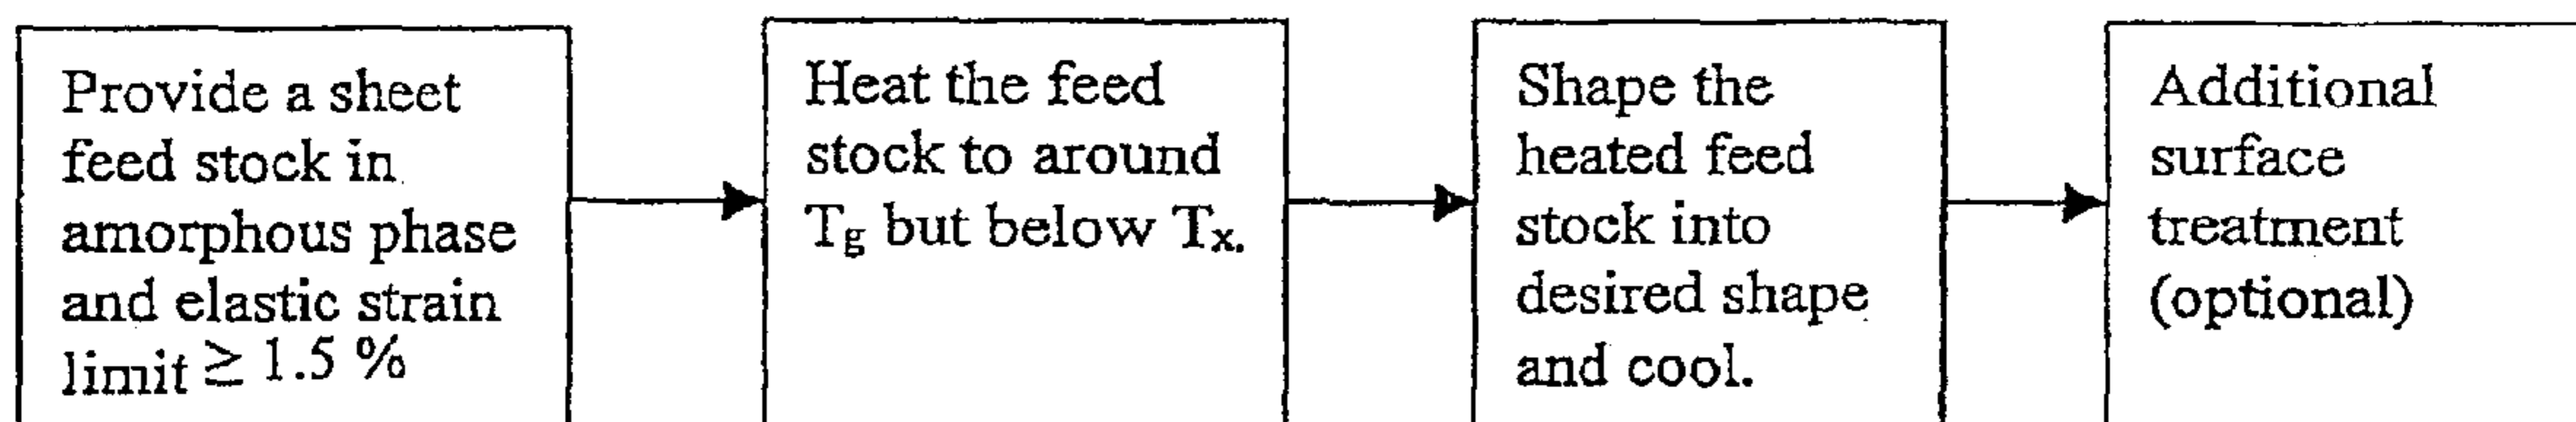 Provide a sheet
feed stock in
amorphous phase
and elastic strain
limit ≥ 1.5 %
Heat the feed
stock to around
Tg but below Tx.
Shape the
heated feed
stock into
desired shape
and cool.
Additional
surface
treatment
(optional)